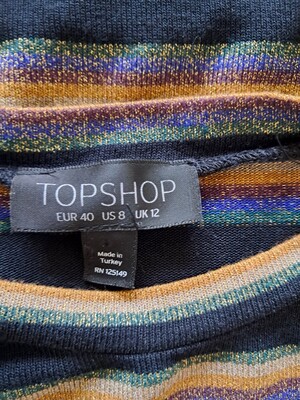 TOPSHOP
EUR 40 US 8 UK 12
Made in
Turkey
RN 125149